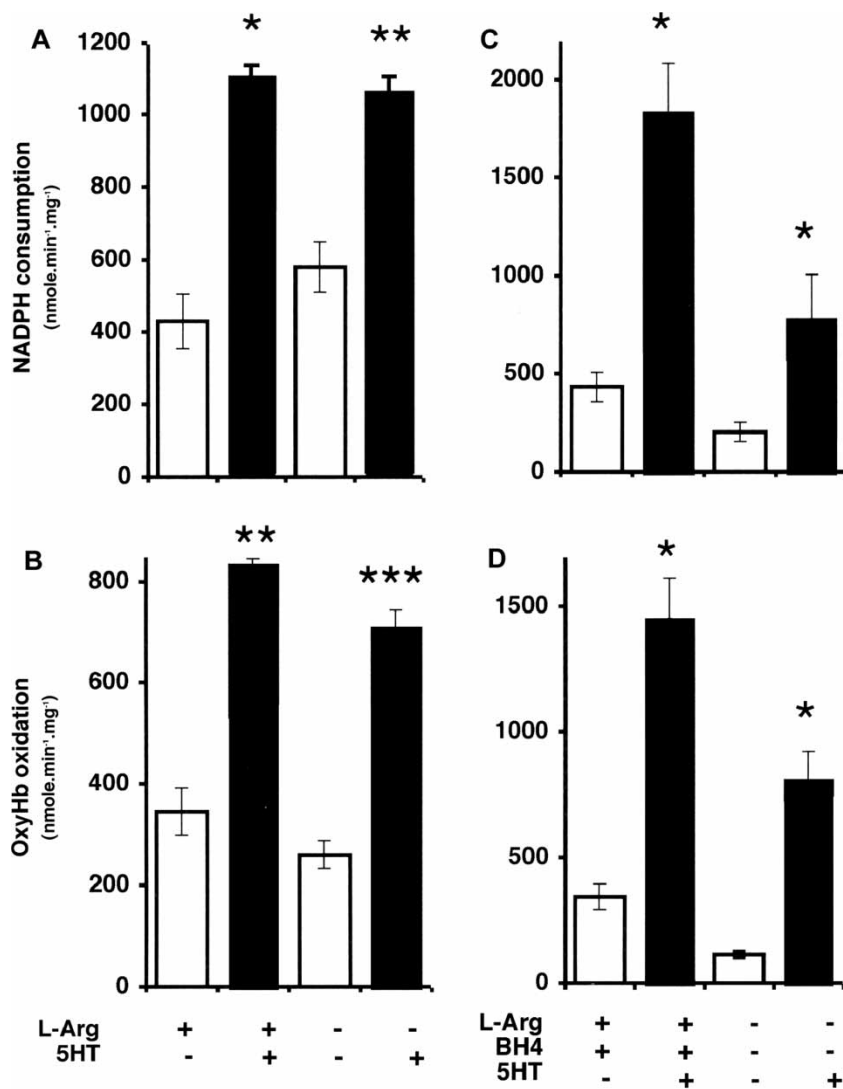 A
*
**
NADPH consumption
(nmole.min⁻¹.mg⁻¹)
1200
1000
800
600
400
200
0
C
*
*
2000
1500
1000
500
0
B
**
***
OxyHb oxidation
(nmole.min⁻¹.mg⁻¹)
800
600
400
200
0
D
*
*
1500
1000
500
0
L-Arg + + - -
5HT - + - +
L-Arg + + - -
BH4 + + - -
5HT - + - +